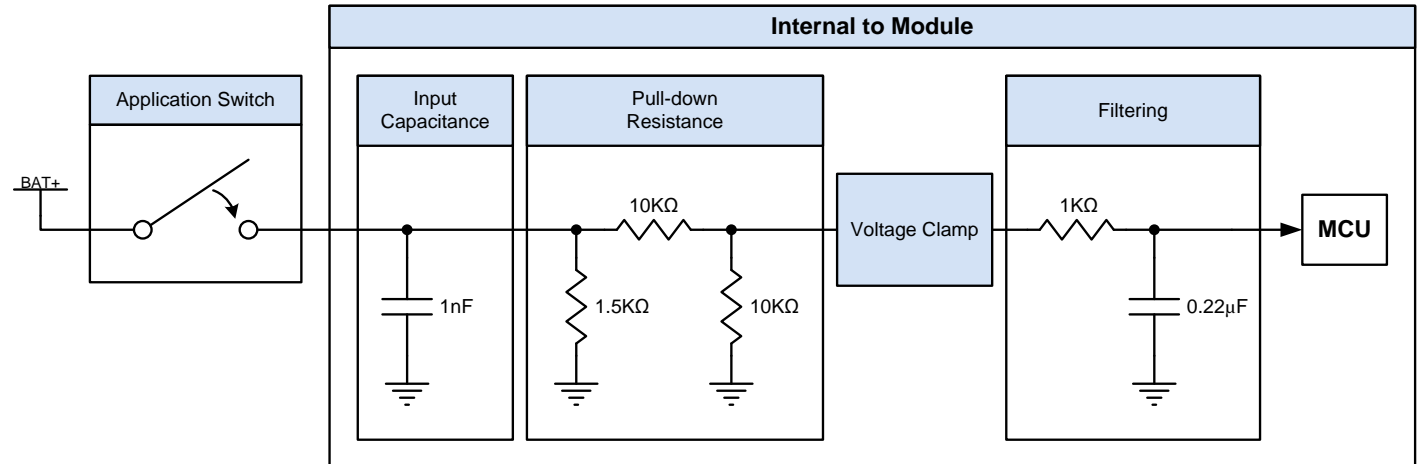 Internal to Module
Application Switch
Input
Capacitance
Pull-down
Resistance
Filtering
BAT+
10KΩ
1KΩ
Voltage Clamp
MCU
1nF
1.5KΩ
10KΩ
0.22μF